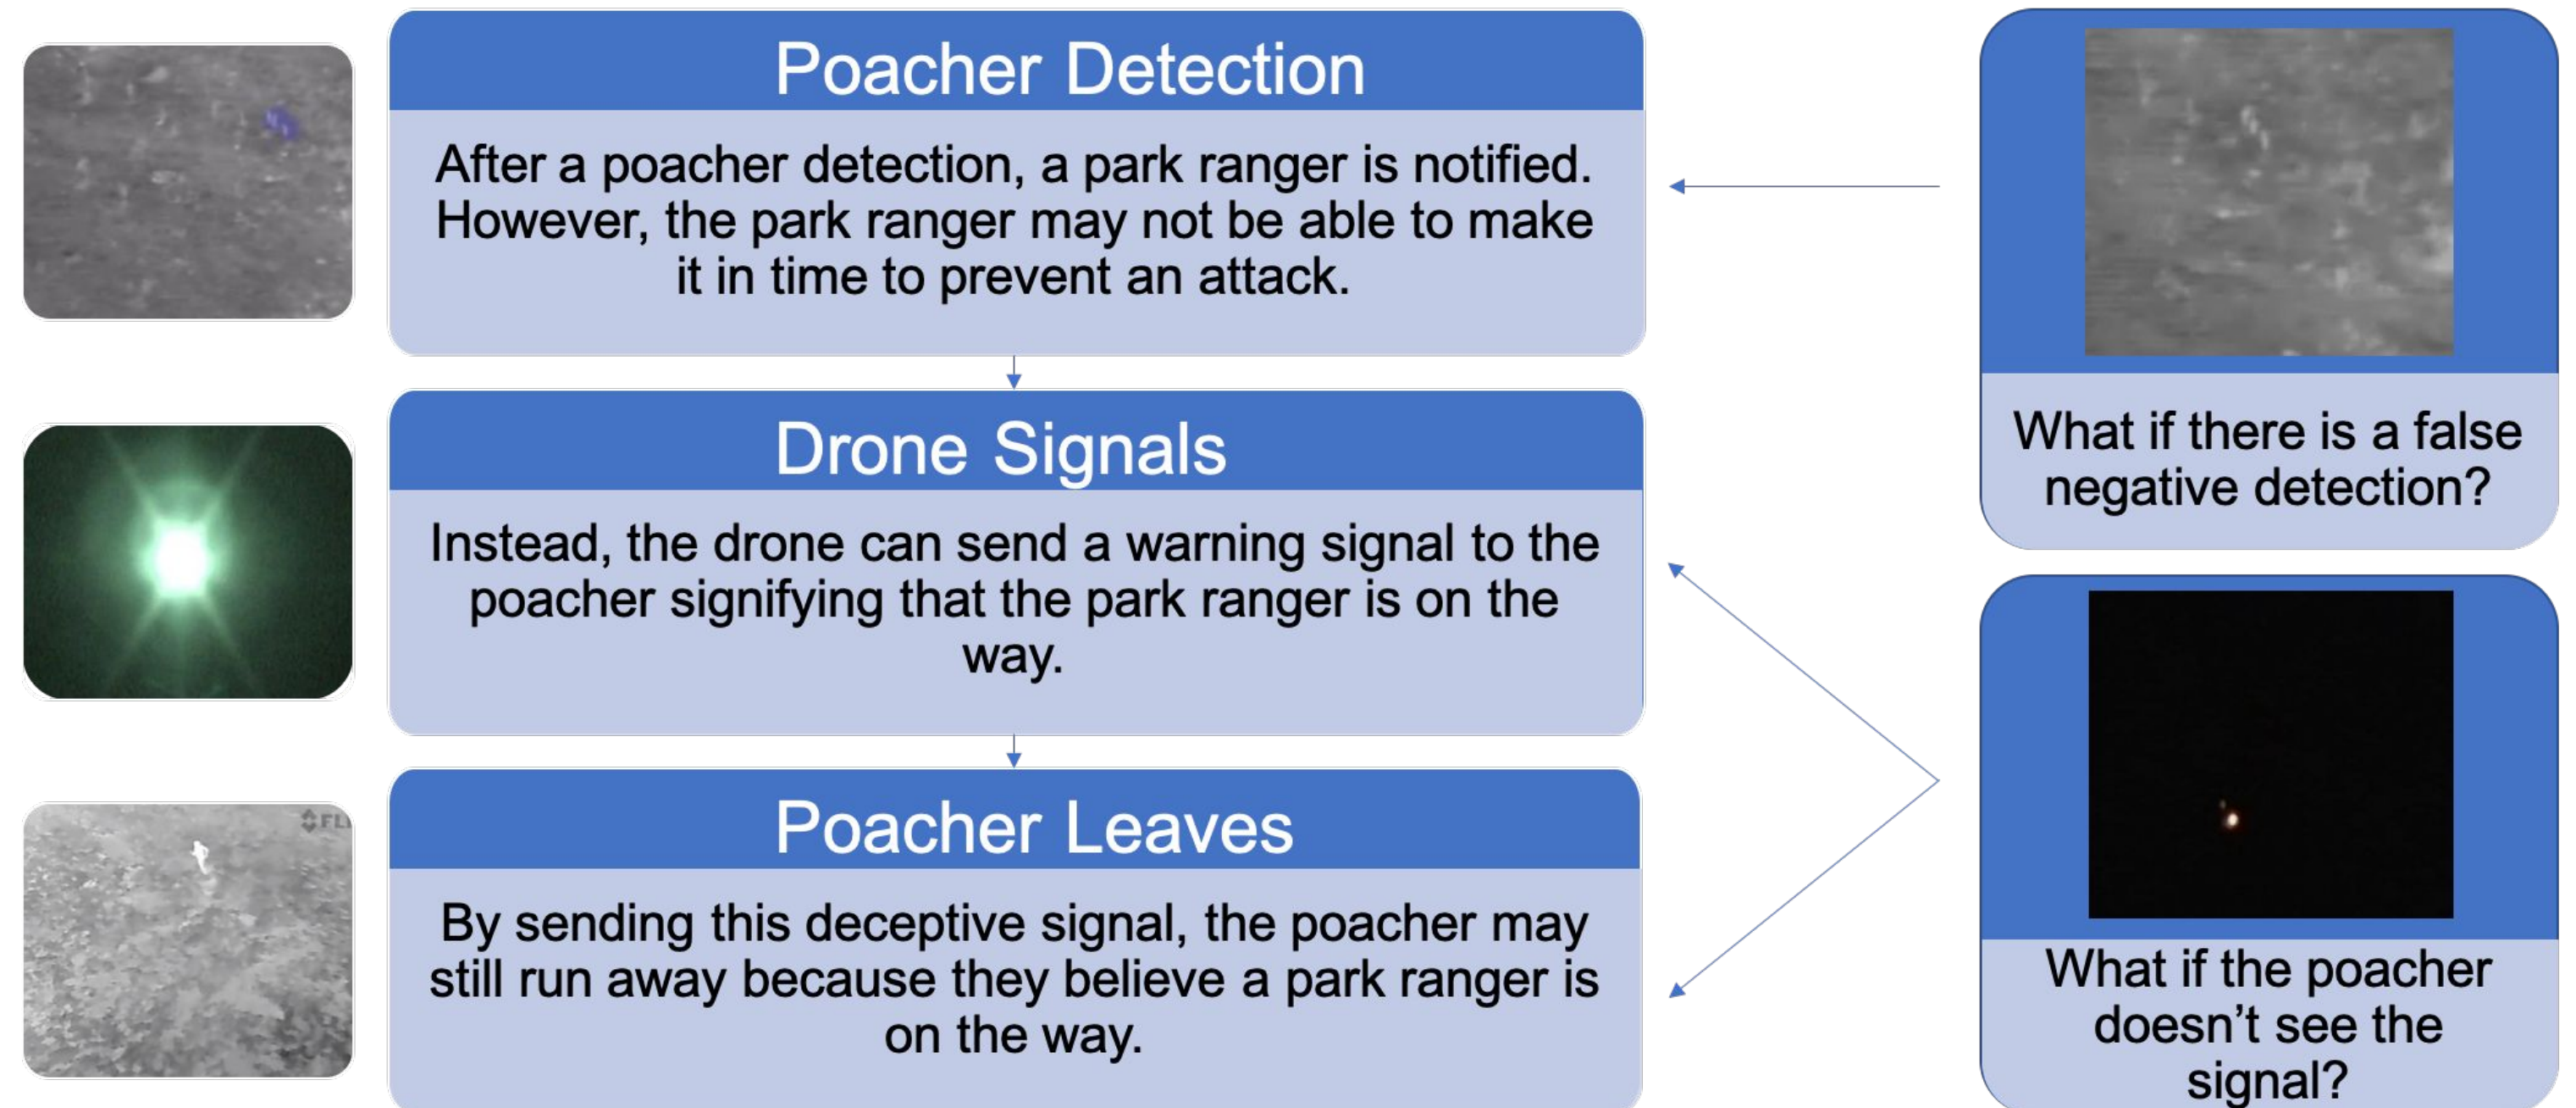 Poacher Detection
After a poacher detection, a park ranger is notified.
However, the park ranger may not be able to make
it in time to prevent an attack.
Drone Signals
Instead, the drone can send a warning signal to the
poacher signifying that the park ranger is on the
way.
Poacher Leaves
By sending this deceptive signal, the poacher may
still run away because they believe a park ranger is
on the way.
What if there is a false
negative detection?
What if the poacher
doesn’t see the
signal?